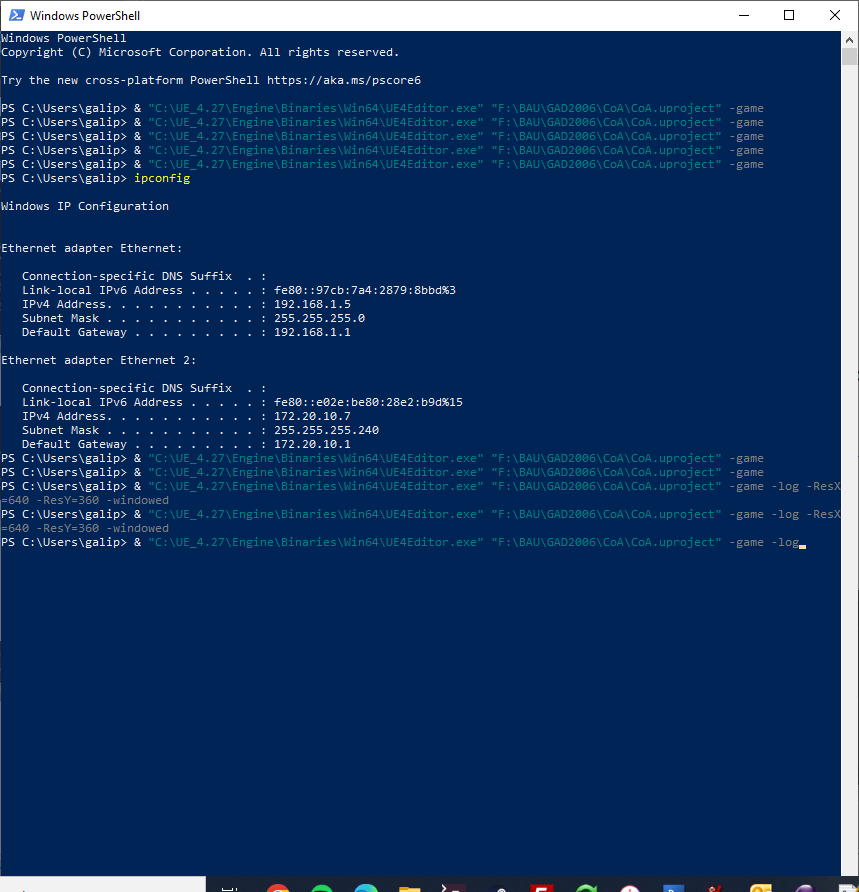 Windows PowerShell
Windows PowerShell
Copyright (C) Microsoft Corporation. All rights reserved.
Try the new cross-platform PowerShell https://aka.ms/pscore6
PS C:\Users\galip> & "C:\UE_4.27\Engine\Binaries\Win64\UE4Editor.exe" "F:\BAU\GAD2006\CoA\CoA.uproject" -game
PS C:\Users\galip> & "C:\UE_4.27\Engine\Binaries\Win64\UE4Editor.exe" "F:\BAU\GAD2006\CoA\CoA.uproject" -game
PS C:\Users\galip> & "C:\UE_4.27\Engine\Binaries\Win64\UE4Editor.exe" "F:\BAU\GAD2006\CoA\CoA.uproject" -game
PS C:\Users\galip> & "C:\UE_4.27\Engine\Binaries\Win64\UE4Editor.exe" "F:\BAU\GAD2006\CoA\CoA.uproject" -game
PS C:\Users\galip> & "C:\UE_4.27\Engine\Binaries\Win64\UE4Editor.exe" "F:\BAU\GAD2006\CoA\CoA.uproject" -game
PS C:\Users\galip> ipconfig
Windows IP Configuration
Ethernet adapter Ethernet:
Connection-specific DNS Suffix  . :
Link-local IPv6 Address . . . . . : fe80::97cb:7a4:2879:8bbd%3
IPv4 Address. . . . . . . . . . . : 192.168.1.5
Subnet Mask . . . . . . . . . . . : 255.255.255.0
Default Gateway . . . . . . . . . : 192.168.1.1
Ethernet adapter Ethernet 2:
Connection-specific DNS Suffix  . :
Link-local IPv6 Address . . . . . : fe80::e02e:be80:28e2:b9d%15
IPv4 Address. . . . . . . . . . . : 172.20.10.7
Subnet Mask . . . . . . . . . . . : 255.255.255.240
Default Gateway . . . . . . . . . : 172.20.10.1
PS C:\Users\galip> & "C:\UE_4.27\Engine\Binaries\Win64\UE4Editor.exe" "F:\BAU\GAD2006\CoA\CoA.uproject" -game
PS C:\Users\galip> & "C:\UE_4.27\Engine\Binaries\Win64\UE4Editor.exe" "F:\BAU\GAD2006\CoA\CoA.uproject" -game
PS C:\Users\galip> & "C:\UE_4.27\Engine\Binaries\Win64\UE4Editor.exe" "F:\BAU\GAD2006\CoA\CoA.uproject" -game -log -ResX
=640 -ResY=360 -windowed
PS C:\Users\galip> & "C:\UE_4.27\Engine\Binaries\Win64\UE4Editor.exe" "F:\BAU\GAD2006\CoA\CoA.uproject" -game -log -ResX
=640 -ResY=360 -windowed
PS C:\Users\galip> & "C:\UE_4.27\Engine\Binaries\Win64\UE4Editor.exe" "F:\BAU\GAD2006\CoA\CoA.uproject" -game -log